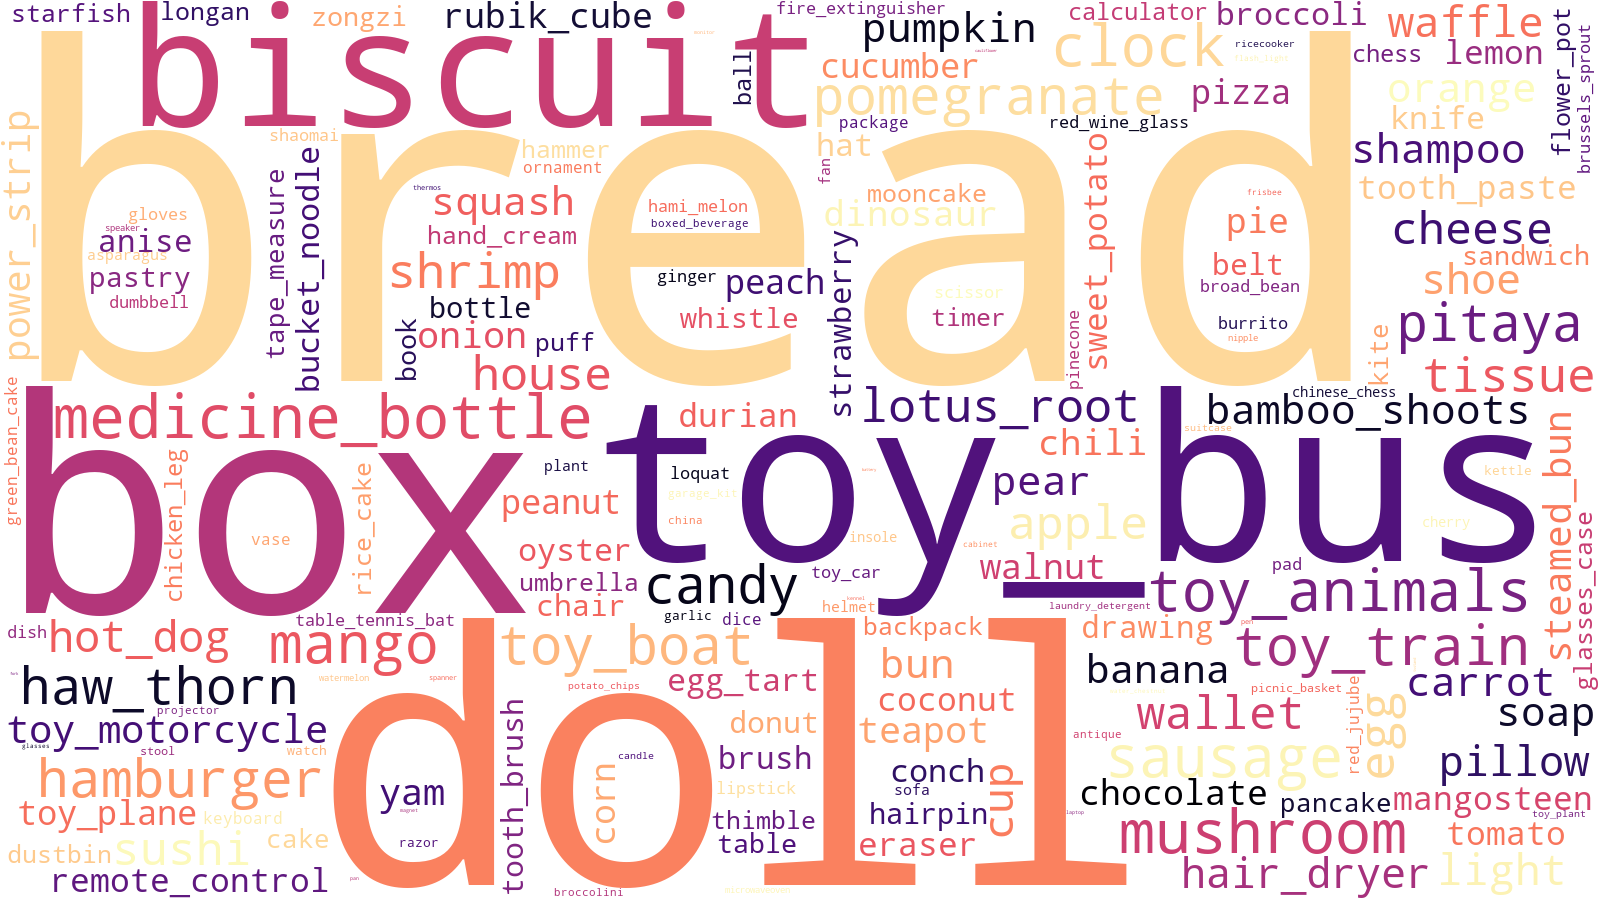 starfish
longan
zongzi
rubik_cube
fire_extinguisher
calculator
broccoli
waffle
biscuit
pumpkin
clock
ricecooker
chess
lemon
flower_pot
brussels_sprout
ball
cucumber
pomegranate
pizza
orange
knife
power_strip
bread
shaomai
hammer
ornament
package
hat
red_wine_glass
shampoo
tape_measure
bucket_noodle
thermos
fan
mooncake
sweet_potato
frisbee
tooth_paste
gloves
speaker
anise
asparagus
pastry
dumbbell
squash
hand_cream
shrimp
hami_melon
boxed_beverage
dinosaur
pie
cheese
sandwich
belt
shoe
broad_bean
ginger
peach
strawberry
scissor
timer
bottle
whistle
book
onion
puff
house
pinecone
burrito
nipple
kite
pitaya
tissue
green_bean_cake
medicine_bottle
durian
lotus_root
chinese_chess
bamboo_shoots
box
toy_bus
chili
suitcase
steamed_bun
chicken_leg
rice_cake
plant
loquat
pear
kettle
peanut
garage_kit
apple
china
cherry
vase
insole
cabinet
glasses_case
oyster
walnut
pad
umbrella
candy
toy_car
toy_animals
chair
helmet
laundry_detergent
garlic
dice
dish
hot_dog
table_tennis_bat
mango
toy_boat
backpack
drawing
toy_train
doll
haw_thorn
watermelon
spanner
potato_chips
egg_tart
bun
banana
picnic_basket
red_jujube
carrot
projector
coconut
wallet
egg
soap
toy_motorcycle
tooth_brush
donut
teapot
antique
glasses
stool
watch
candle
brush
sausage
pillow
hamburger
yam
corn
lipstick
conch
sofa
cup
chocolate
pancake
mangosteen
toy_plane
keyboard
magnet
thimble
hairpin
laptop
toy_plant
sushi
cake
razor
table
eraser
mushroom
tomato
dustbin
remote_control
broccolini
hair_dryer
light